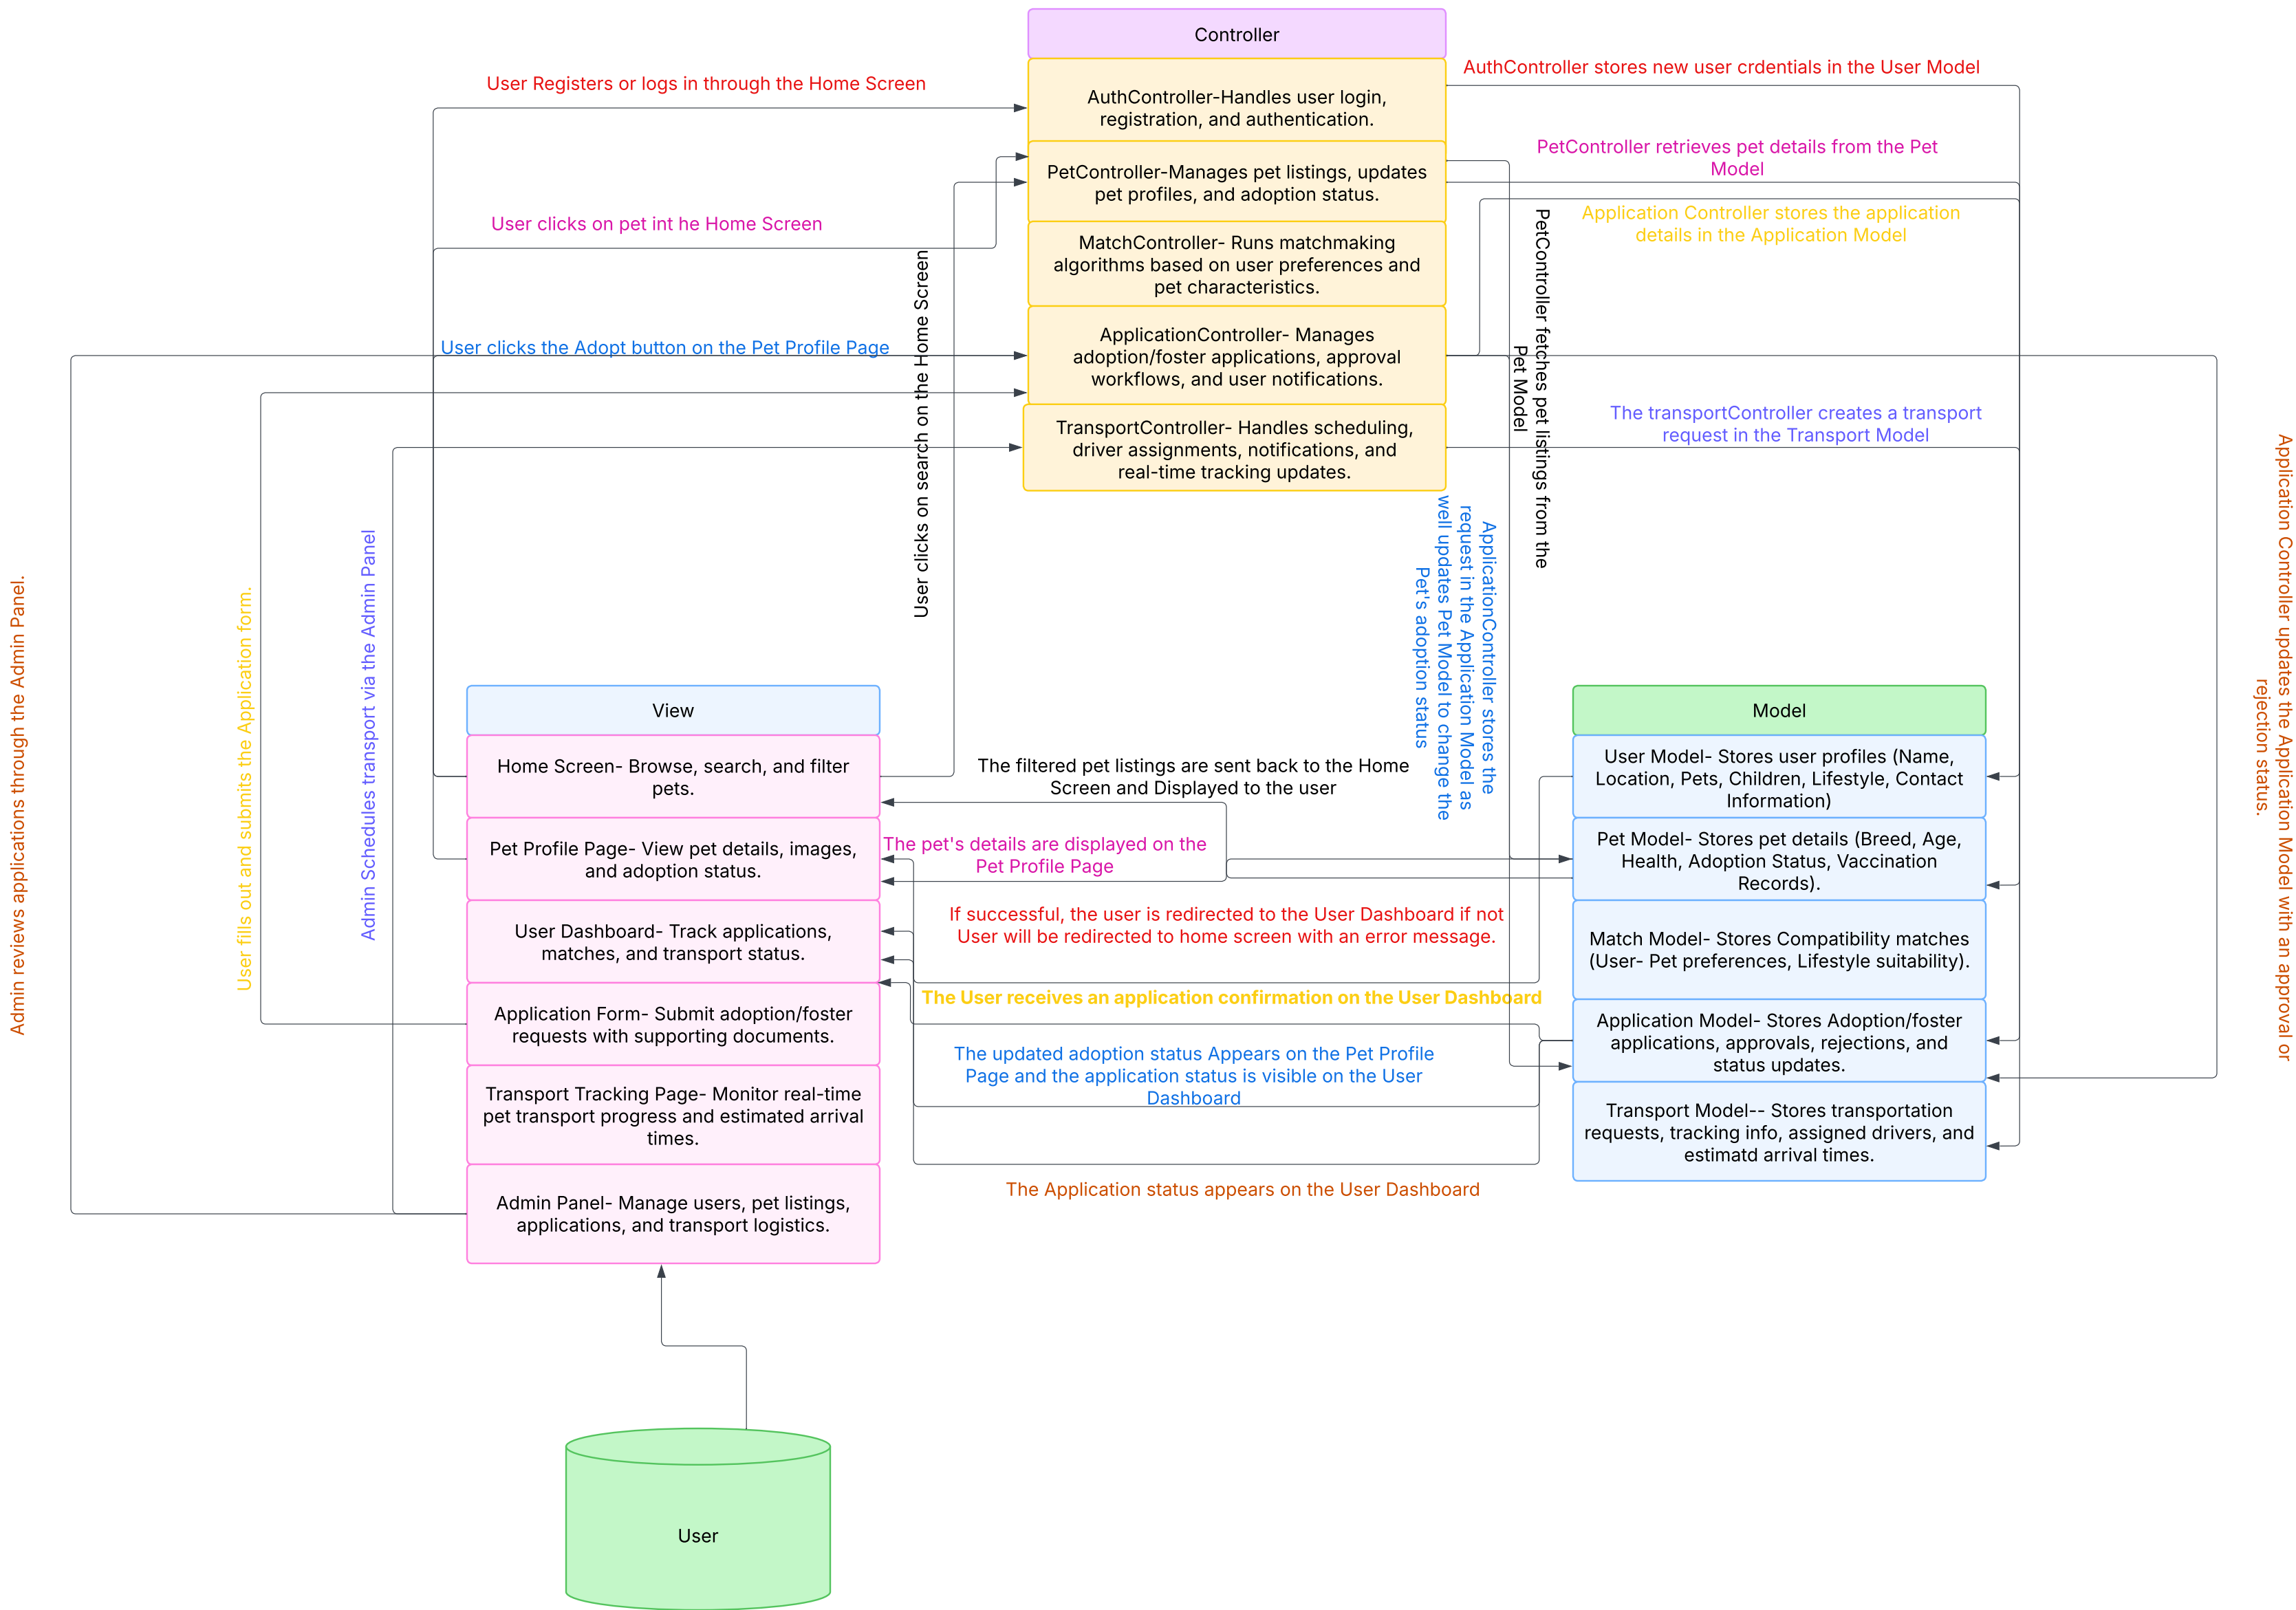 Controller
AuthController-Handles user login,
registration, and authentication.
PetController-Manages pet listings, updates
pet profiles, and adoption status.
MatchController- Runs matchmaking
algorithms based on user preferences and
pet characteristics.
ApplicationController- Manages
adoption/foster applications, approval
workflows, and user notifications.
TransportController- Handles scheduling,
driver assignments, notifications, and
real-time tracking updates.
User Registers or logs in through the Home Screen
User clicks on pet int he Home Screen
User clicks the Adopt button on the Pet Profile Page
User clicks on search on the Home Screen
AuthController stores new user crdentials in the User Model
PetController retrieves pet details from the Pet
Model
Application Controller stores the application
details in the Application Model
PetController fetches pet listings from the
Pet Model
The transportController creates a transport
request in the Transport Model
ApplicationController stores the
request in the Application Model as
well updates Pet Model to change the
Pet's adoption status
Application Controller updates the Application Model with an approval or
rejection status.
Admin reviews applications through the Admin Panel.
User fills out and submits the Application form.
Admin Schedules transport via the Admin Panel
View
Home Screen- Browse, search, and filter
pets.
Pet Profile Page- View pet details, images,
and adoption status.
User Dashboard- Track applications,
matches, and transport status.
Application Form- Submit adoption/foster
requests with supporting documents.
Transport Tracking Page- Monitor real-time
pet transport progress and estimated arrival
times.
Admin Panel- Manage users, pet listings,
applications, and transport logistics.
The filtered pet listings are sent back to the Home
Screen and Displayed to the user
The pet's details are displayed on the
Pet Profile Page
If successful, the user is redirected to the User Dashboard if not
User will be redirected to home screen with an error message.
The User receives an application confirmation on the User Dashboard
The updated adoption status Appears on the Pet Profile
Page and the application status is visible on the User
Dashboard
The Application status appears on the User Dashboard
Model
User Model- Stores user profiles (Name,
Location, Pets, Children, Lifestyle, Contact
Information)
Pet Model- Stores pet details (Breed, Age,
Health, Adoption Status, Vaccination
Records).
Match Model- Stores Compatibility matches
(User- Pet preferences, Lifestyle suitability).
Application Model- Stores Adoption/foster
applications, approvals, rejections, and
status updates.
Transport Model-- Stores transportation
requests, tracking info, assigned drivers, and
estimatd arrival times.
User